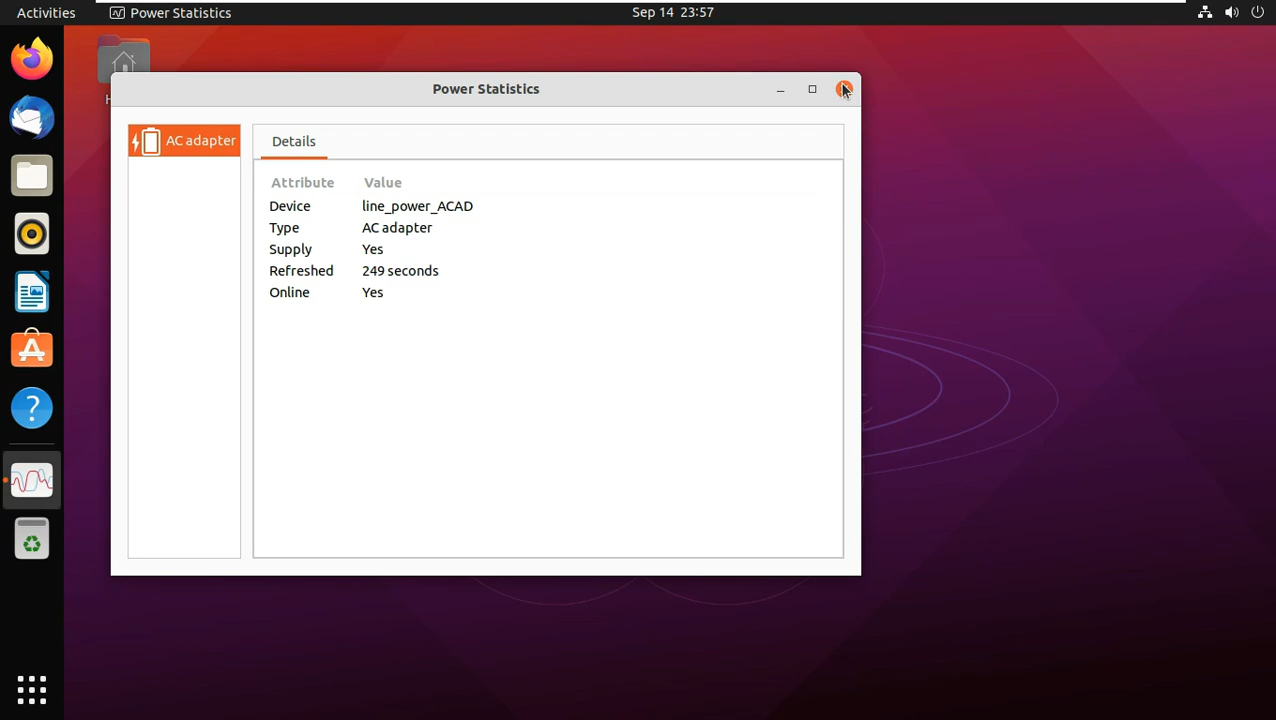 Activities
Power Statistics
Sep 14 23:57
Power Statistics
AC adapter
Details
Attribute Value
Device line_power_ACAD
Type AC adapter
Supply Yes
Refreshed 249 seconds
Online Yes